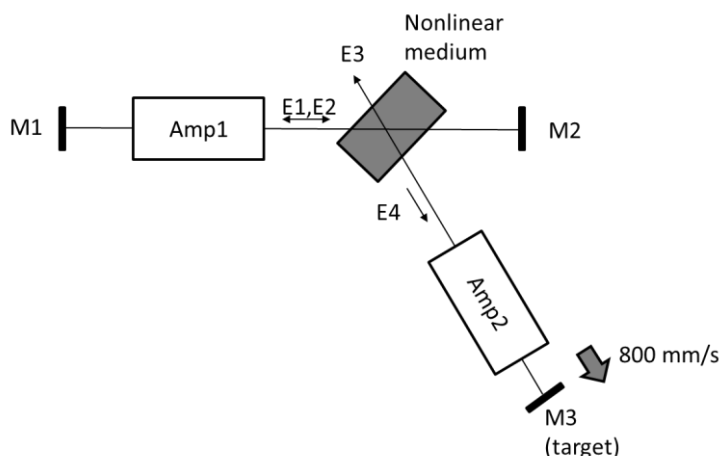 Nonlinear
medium
E3
E1,E2
M1
Amp1
M2
E4
Amp2
800 mm/s
M3
(target)